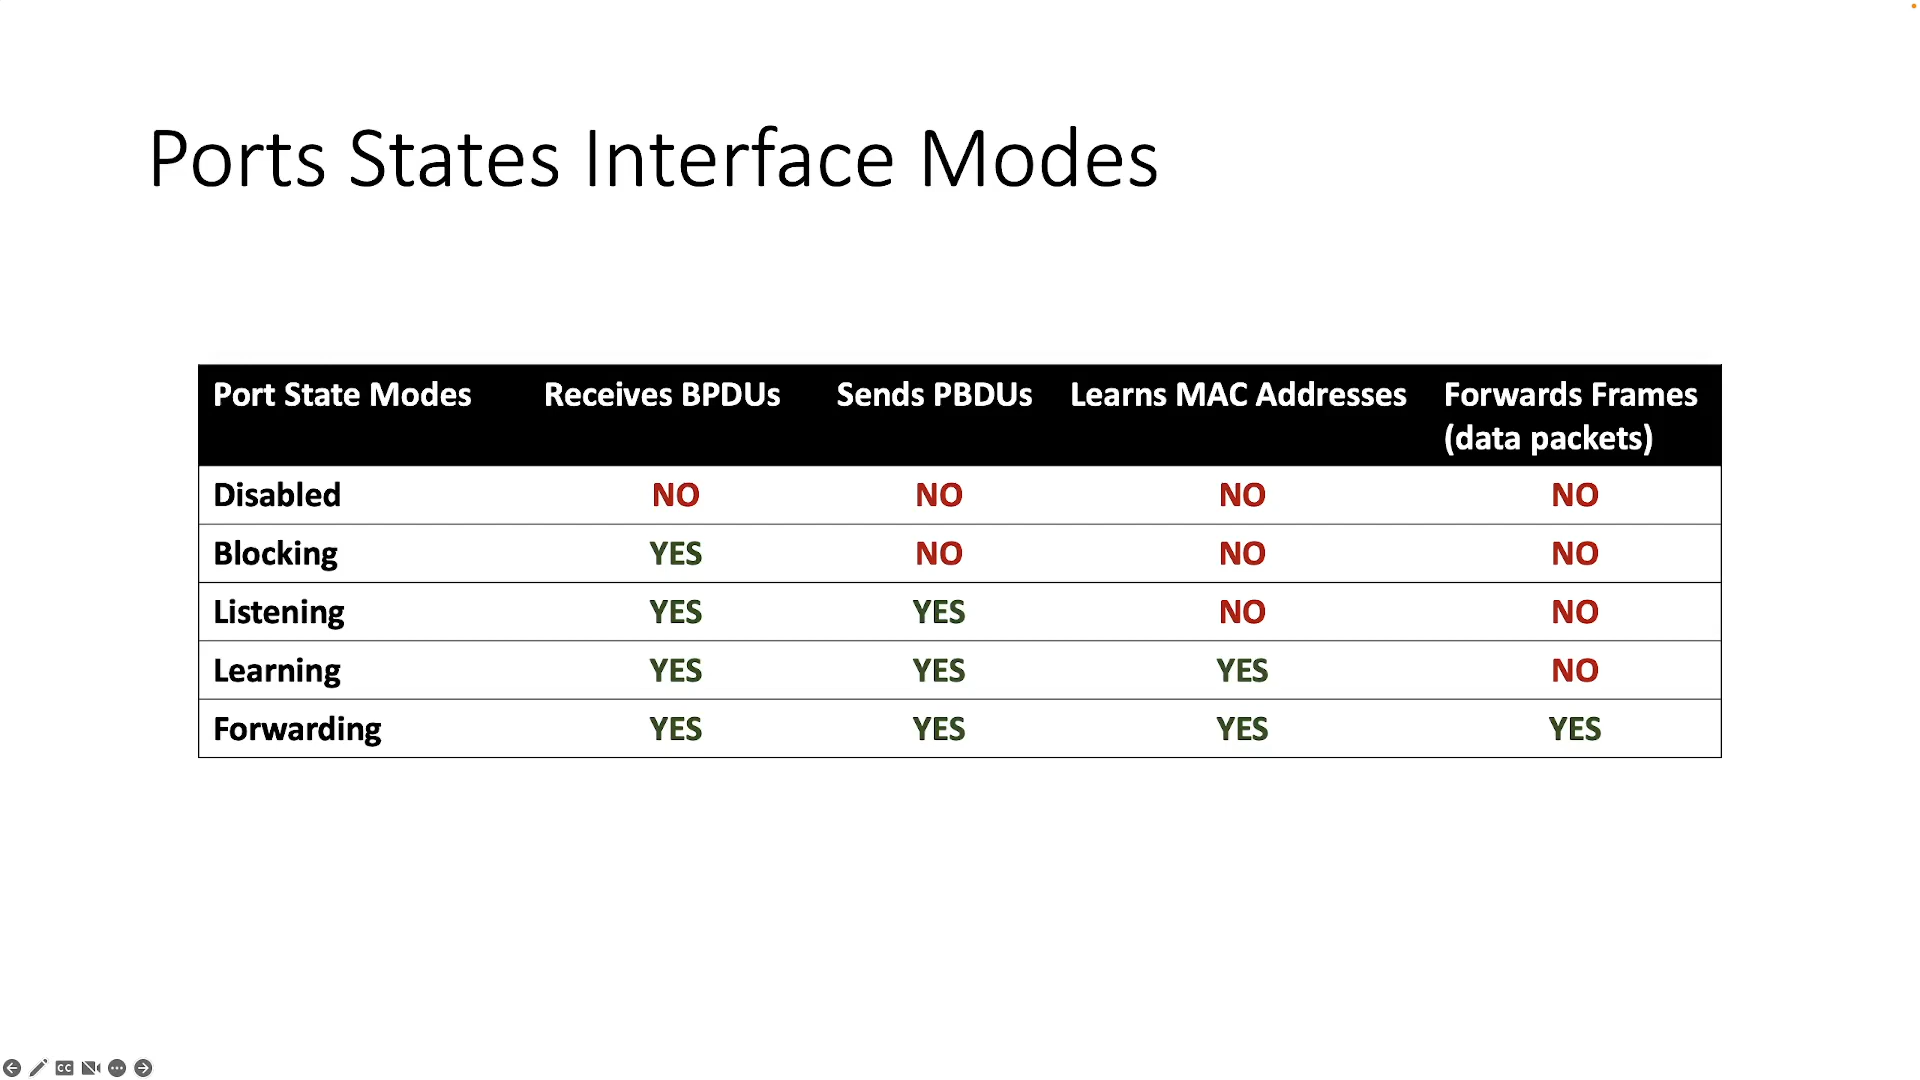 Ports States Interface Modes
Port State Modes Receives BPDUs Sends PBDUs Learns MAC Addresses Forwards Frames
(data packets)
Disabled NO NO NO NO
Blocking YES NO NO NO
Listening YES YES NO NO
Learning YES YES YES NO
Forwarding YES YES YES YES
CC